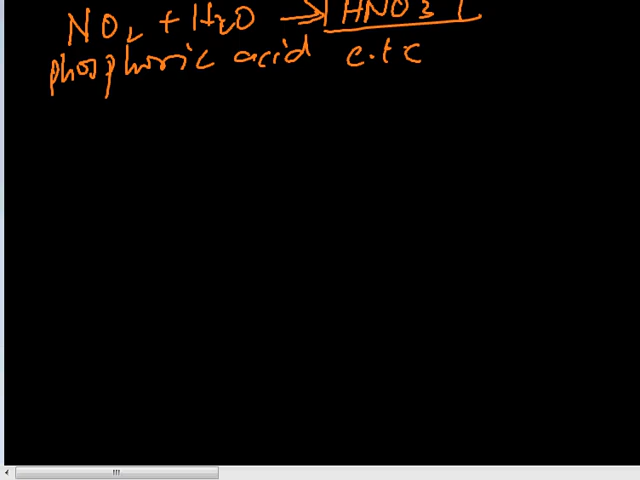 NO₂ + H₂O → HNO₃
phosphoric acid e.t c